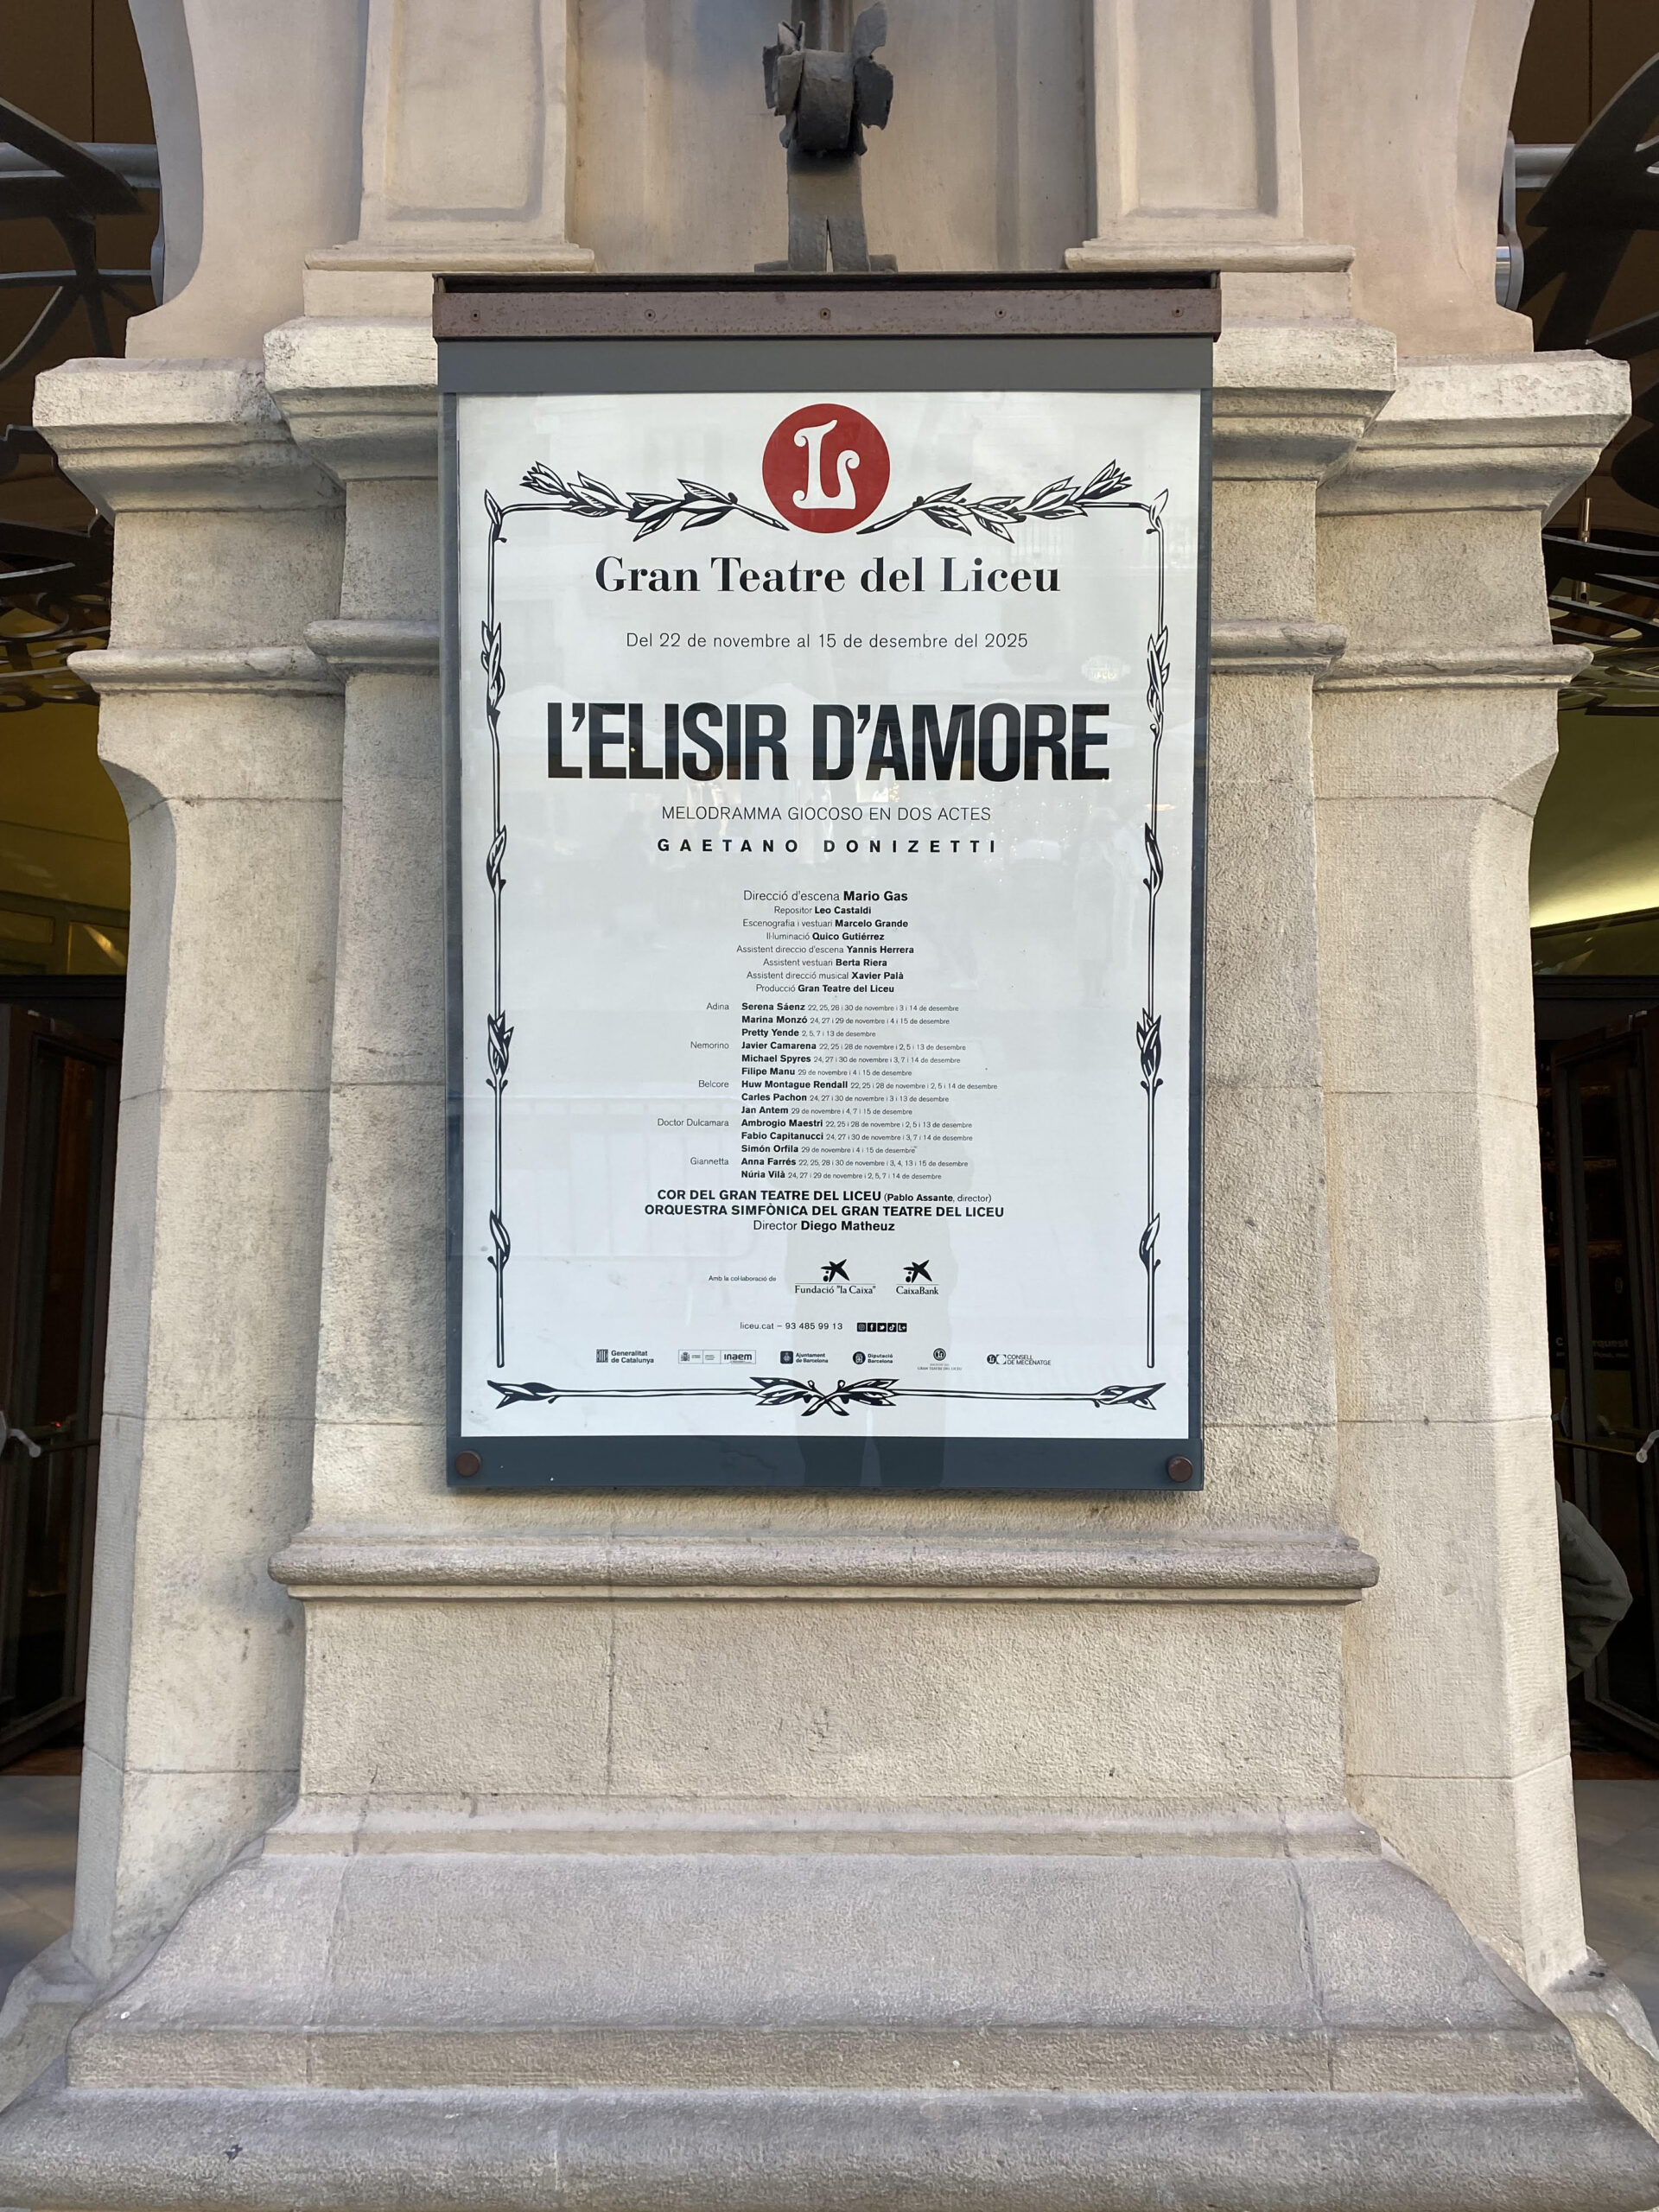 L
Gran Teatre del Liceu
Del 22 de novembre al 15 de desembre del 2025
L'ELISIR D'AMORE
MELODRAMMA GIOCOSO EN DOS ACTES
GAETANO DONIZETTI
Direcció d'escena Mario Gas
Repositor Leo Castaldi
Escenografia i vestuari Marcelo Grande
Il·luminació Quico Gutiérrez
Assistent direcció d'escena Yannis Herrera
Assistent vestuari Berta Riera
Assistent direcció musical Xavier Palà
Producció Gran Teatre del Liceu
Adina Serena Sáenz 22, 25, 28 i 30 de novembre i 3 i 14 de desembre
Marina Monzó 24, 27 i 29 de novembre i 4 i 15 de desembre
Pretty Yende 2, 5, 7 i 13 de desembre
Nemorino Javier Camarena 22, 25 i 28 de novembre i 2, 5 i 13 de desembre
Michael Spyres 24, 27 i 30 de novembre i 3, 7 i 14 de desembre
Filipe Manu 29 de novembre i 4 i 15 de desembre
Belcore Huw Montague Rendall 22, 25 i 28 de novembre i 2, 5 i 14 de desembre
Carles Pachon 24, 27 i 30 de novembre i 3 i 13 de desembre
Jan Antem 29 de novembre i 4, 7 i 15 de desembre
Doctor Dulcamara Ambrogio Maestri 22, 25 i 28 de novembre i 2, 5 i 13 de desembre
Fabio Capitanucci 24, 27 i 30 de novembre i 3, 7 i 14 de desembre
Simón Orfila 29 de novembre i 4 i 15 de desembre
Giannetta Anna Farrés 22, 25, 28 i 30 de novembre i 3, 4, 13 i 15 de desembre
Núria Vilà 24, 27 i 29 de novembre i 2, 5, 7 i 14 de desembre
COR DEL GRAN TEATRE DEL LICEU (Pablo Assante, director)
ORQUESTRA SIMFÒNICA DEL GRAN TEATRE DEL LICEU
Director Diego Matheuz
Amb la col·laboració de
Fundació "la Caixa" CaixaBank
liceu.cat – 93 485 99 13
Generalitat de Catalunya
inaem
Ajuntament de Barcelona
Diputació Barcelona
CONSELL DE MECENATGE